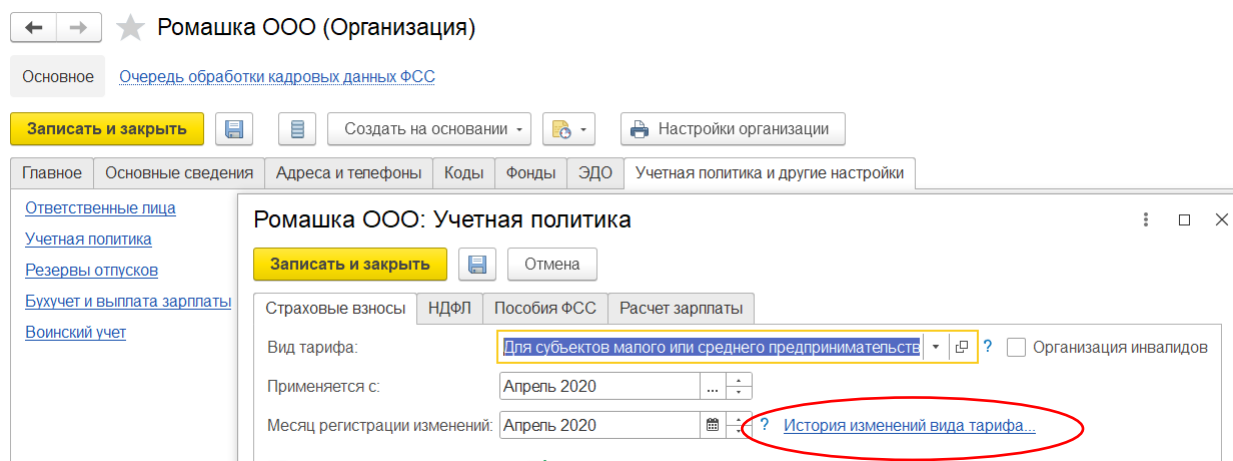 Ромашка ООО (Организация)
Основное Очередь обработки кадровых данных ФСС
Записать и закрыть Создать на основании Настройки организации
Главное Основные сведения Адреса и телефоны Коды Фонды ЭДО Учетная политика и другие настройки
Ответственные лица
Учетная политика
Резервы отпусков
Бухучет и выплата зарплаты
Воинский учет
Ромашка ООО: Учетная политика
Записать и закрыть Отмена
Страховые взносы НДФЛ Пособия ФСС Расчет зарплаты
Вид тарифа: Для субъектов малого или среднего предпринимательств ? Организация инвалидов
Применяется с: Апрель 2020 ...
Месяц регистрации изменений: Апрель 2020 ? История изменений вида тарифа...